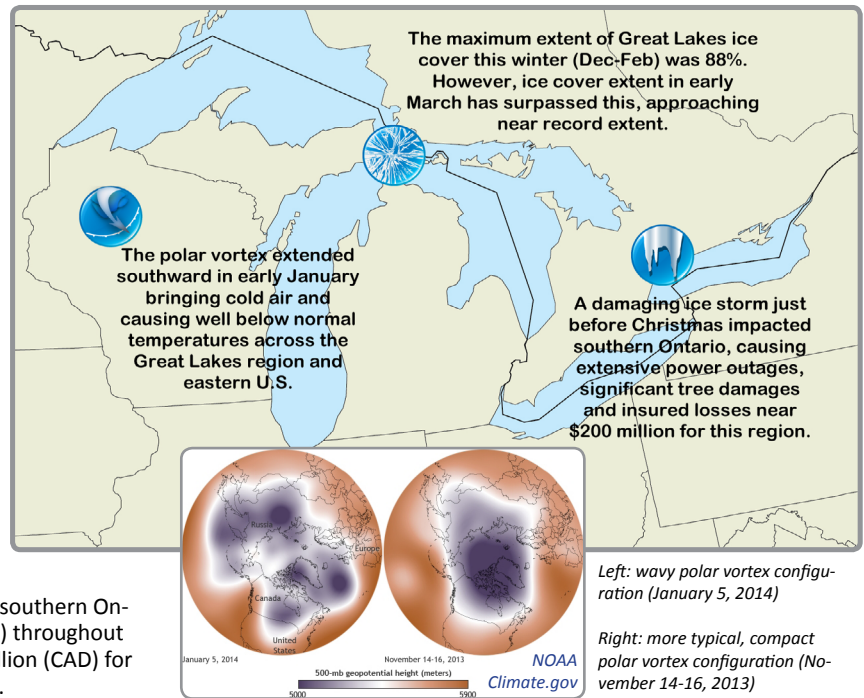 The maximum extent of Great Lakes ice
cover this winter (Dec-Feb) was 88%.
However, ice cover extent in early
March has surpassed this, approaching
near record extent.
The polar vortex extended
southward in early January
bringing cold air and
causing well below normal
temperatures across the
Great Lakes region and
eastern U.S.
A damaging ice storm just
before Christmas impacted
southern Ontario, causing
extensive power outages,
significant tree damages
and insured losses near
$200 million for this region.
Russia
Europe
Canada
United
States
January 5, 2014
November 14-16, 2013
500-mb geopotential height (meters)
5000
5900
NOAA
Climate.gov
Left: wavy polar vortex configu-
ration (January 5, 2014)
Right: more typical, compact
polar vortex configuration (No-
vember 14-16, 2013)
southern On-
) throughout
lion (CAD) for
.